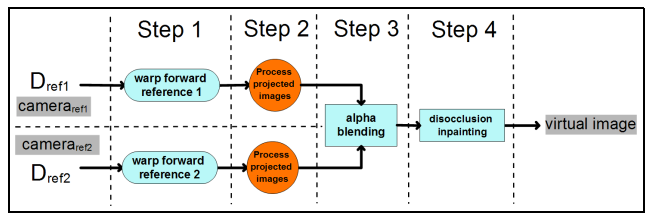 Step 1 Step 2 Step 3 Step 4
Dref1
cameraref1
warp forward
reference 1
Process
projected
images
cameraref2
Dref2
warp forward
reference 2
Process
projected
images
alpha
blending
disocclusion
inpainting
virtual image